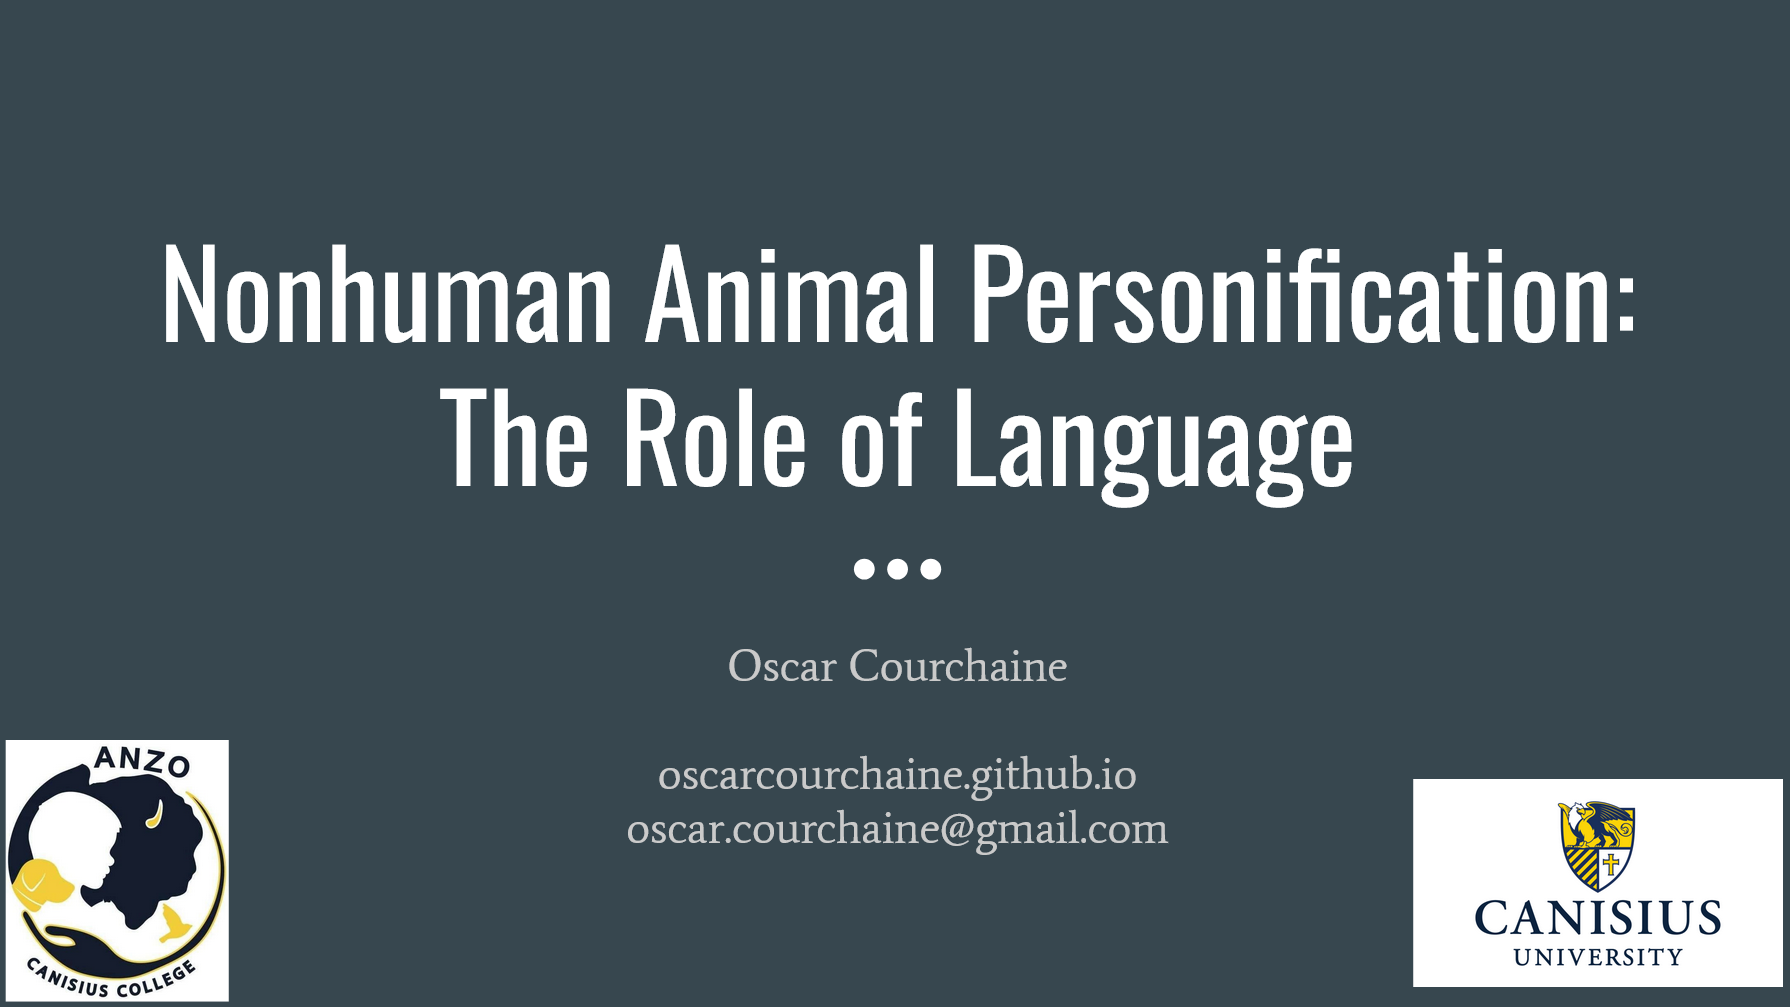 Nonhuman Animal Personification:
The Role of Language
Oscar Courchaine
oscarcourchaine.github.io
oscar.courchaine@gmail.com
ANZO
CANISIUS COLLEGE
CANISIUS
UNIVERSITY